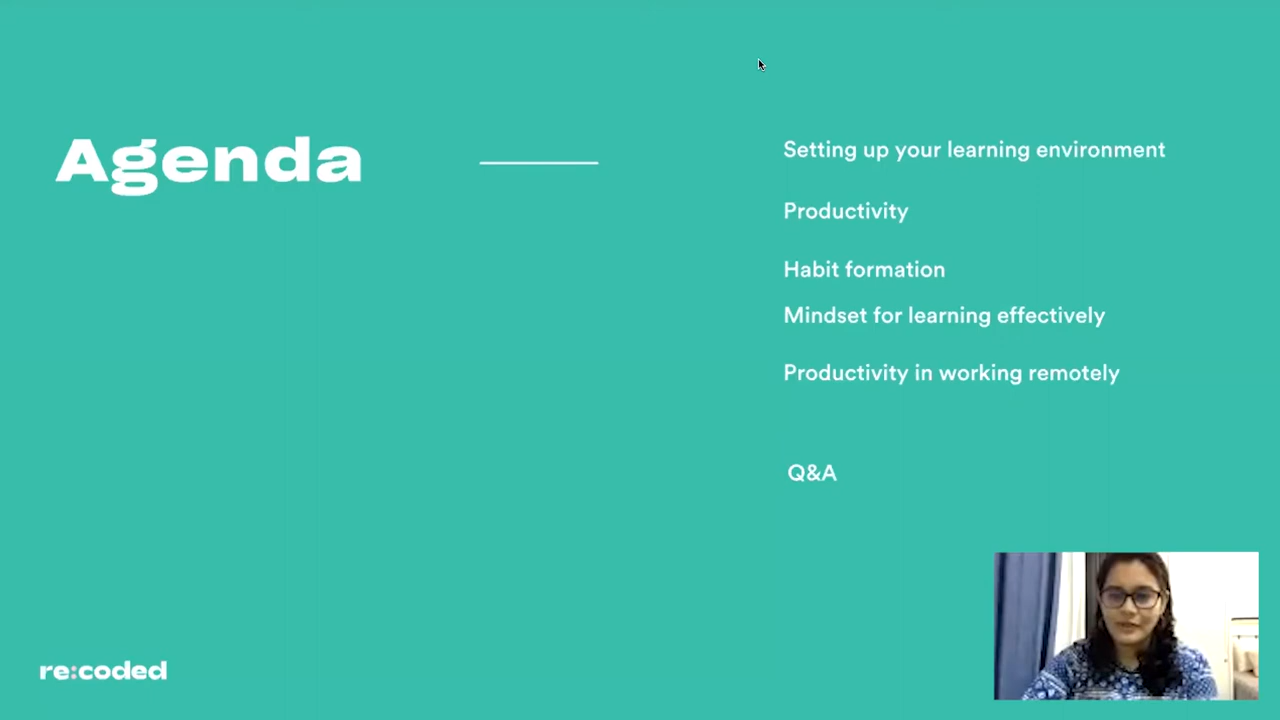 Agenda
Setting up your learning environment
Productivity
Habit formation
Mindset for learning effectively
Productivity in working remotely
Q&A
re:coded